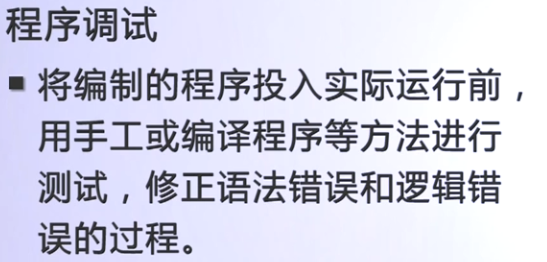 程序调试
▪ 将编制的程序投入实际运行前，
用手工或编译程序等方法进行
测试，修正语法错误和逻辑错
误的过程。